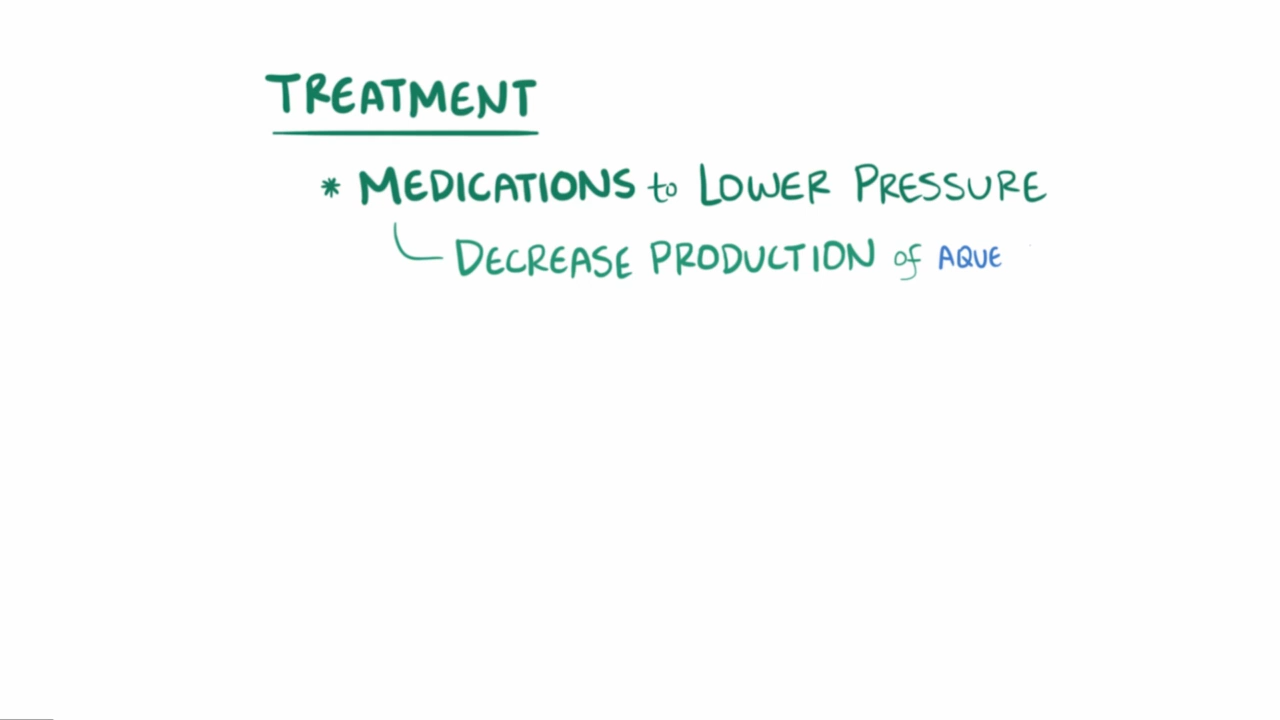 TREATMENT
* MEDICATIONS to LOWER PRESSURE
DECREASE PRODUCTION of AQUE